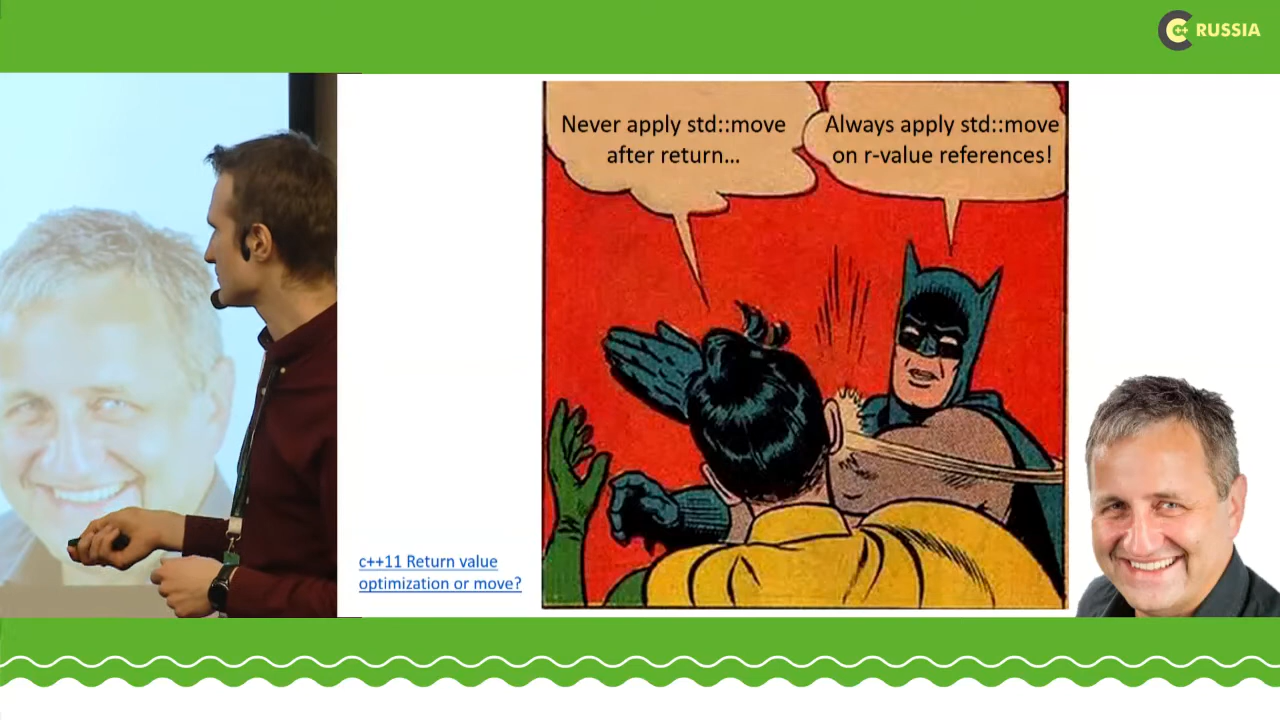 C++ RUSSIA
Never apply std::move
after return...
Always apply std::move
on r-value references!
c++11 Return value
optimization or move?